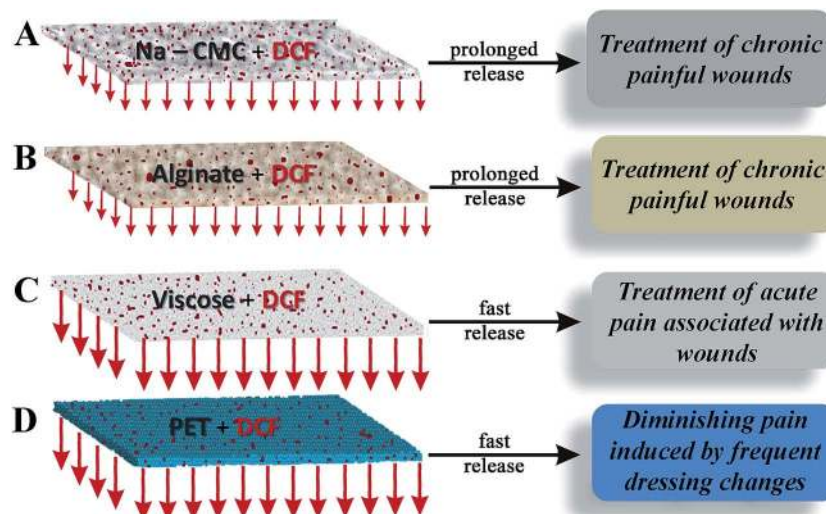 A
Na – CMC + DCF
prolonged
release
Treatment of chronic
painful wounds
B
Alginate + DCF
prolonged
release
Treatment of chronic
painful wounds
C
Viscose + DCF
fast
release
Treatment of acute
pain associated with
wounds
D
PET + DCF
fast
release
Diminishing pain
induced by frequent
dressing changes